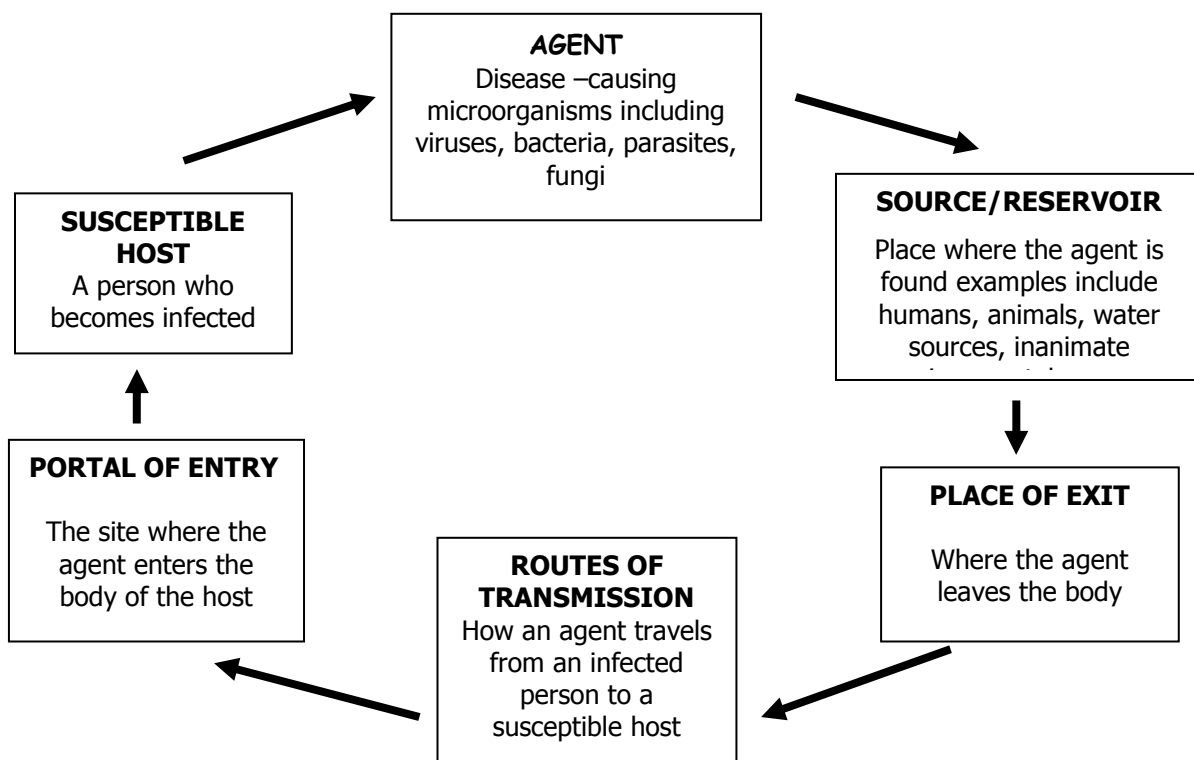 AGENT
Disease –causing
microorganisms including
viruses, bacteria, parasites,
fungi
SOURCE/RESERVOIR
Place where the agent is
found examples include
humans, animals, water
sources, inanimate
PLACE OF EXIT
Where the agent
leaves the body
ROUTES OF
TRANSMISSION
How an agent travels
from an infected
person to a
susceptible host
PORTAL OF ENTRY
The site where the
agent enters the
body of the host
SUSCEPTIBLE
HOST
A person who
becomes infected